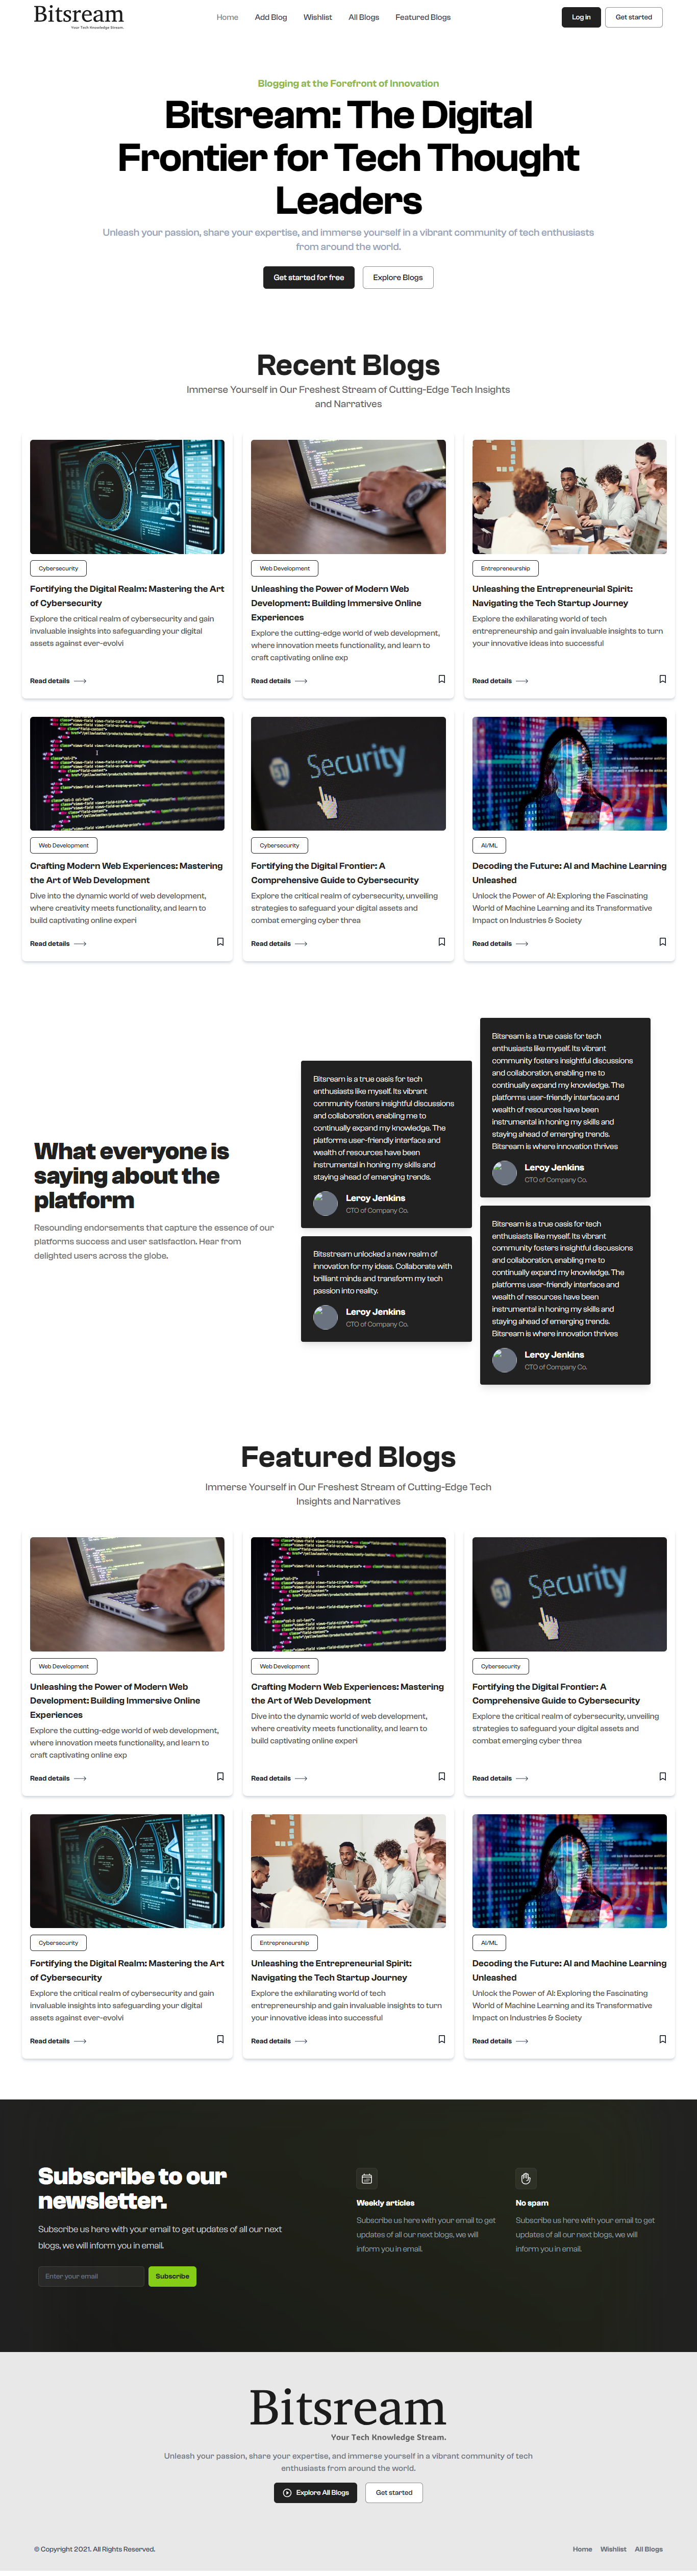 Bitsream
Your Tech Knowledge Stream.
Home
Add Blog
Wishlist
All Blogs
Featured Blogs
Log in
Get started
Blogging at the Forefront of Innovation
Bitsream: The Digital
Frontier for Tech Thought
Leaders
Unleash your passion, share your expertise, and immerse yourself in a vibrant community of tech enthusiasts
from around the world.
Get started for free
Explore Blogs
Recent Blogs
Immerse Yourself in Our Freshest Stream of Cutting-Edge Tech Insights
and Narratives
Cybersecurity
Fortifying the Digital Realm: Mastering the Art
of Cybersecurity
Explore the critical realm of cybersecurity and gain
invaluable insights into safeguarding your digital
assets against ever-evolvi
Read details
Web Development
Unleashing the Power of Modern Web
Development: Building Immersive Online
Experiences
Explore the cutting-edge world of web development,
where innovation meets functionality, and learn to
craft captivating online exp
Read details
Entrepreneurship
Unleashing the Entrepreneurial Spirit:
Navigating the Tech Startup Journey
Explore the exhilarating world of tech
entrepreneurship and gain invaluable insights to turn
your innovative ideas into successful
Read details
Web Development
Crafting Modern Web Experiences: Mastering
the Art of Web Development
Dive into the dynamic world of web development,
where creativity meets functionality, and learn to
build captivating online experi
Read details
Security
Cybersecurity
Fortifying the Digital Frontier: A
Comprehensive Guide to Cybersecurity
Explore the critical realm of cybersecurity, unveiling
strategies to safeguard your digital assets and
combat emerging cyber threa
Read details
AI/ML
Decoding the Future: AI and Machine Learning
Unleashed
Unlock the Power of AI: Exploring the Fascinating
World of Machine Learning and its Transformative
Impact on Industries & Society
Read details
What everyone is
saying about the
platform
Resounding endorsements that capture the essence of our
platforms success and user satisfaction. Hear from
delighted users across the globe.
Bitsream is a true oasis for tech
enthusiasts like myself. Its vibrant
community fosters insightful discussions
and collaboration, enabling me to
continually expand my knowledge. The
platforms user-friendly interface and
wealth of resources have been
instrumental in honing my skills and
staying ahead of emerging trends.
Leroy Jenkins
CTO of Company Co.
Bitsstream unlocked a new realm of
innovation for my ideas. Collaborate with
brilliant minds and transform my tech
passion into reality.
Leroy Jenkins
CTO of Company Co.
Bitsream is a true oasis for tech
enthusiasts like myself. Its vibrant
community fosters insightful discussions
and collaboration, enabling me to
continually expand my knowledge. The
platforms user-friendly interface and
wealth of resources have been
instrumental in honing my skills and
staying ahead of emerging trends.
Bitsream is where innovation thrives
Leroy Jenkins
CTO of Company Co.
Bitsream is a true oasis for tech
enthusiasts like myself. Its vibrant
community fosters insightful discussions
and collaboration, enabling me to
continually expand my knowledge. The
platforms user-friendly interface and
wealth of resources have been
instrumental in honing my skills and
staying ahead of emerging trends.
Bitsream is where innovation thrives
Leroy Jenkins
CTO of Company Co.
Featured Blogs
Immerse Yourself in Our Freshest Stream of Cutting-Edge Tech
Insights and Narratives
Web Development
Unleashing the Power of Modern Web
Development: Building Immersive Online
Experiences
Explore the cutting-edge world of web development,
where innovation meets functionality, and learn to
craft captivating online exp
Read details
Web Development
Crafting Modern Web Experiences: Mastering
the Art of Web Development
Dive into the dynamic world of web development,
where creativity meets functionality, and learn to
build captivating online experi
Read details
Security
Cybersecurity
Fortifying the Digital Frontier: A
Comprehensive Guide to Cybersecurity
Explore the critical realm of cybersecurity, unveiling
strategies to safeguard your digital assets and
combat emerging cyber threa
Read details
Cybersecurity
Fortifying the Digital Realm: Mastering the Art
of Cybersecurity
Explore the critical realm of cybersecurity and gain
invaluable insights into safeguarding your digital
assets against ever-evolvi
Read details
Entrepreneurship
Unleashing the Entrepreneurial Spirit:
Navigating the Tech Startup Journey
Explore the exhilarating world of tech
entrepreneurship and gain invaluable insights to turn
your innovative ideas into successful
Read details
AI/ML
Decoding the Future: AI and Machine Learning
Unleashed
Unlock the Power of AI: Exploring the Fascinating
World of Machine Learning and its Transformative
Impact on Industries & Society
Read details
Subscribe to our
newsletter.
Subscribe us here with your email to get updates of all our next
blogs, we will inform you in email.
Enter your email
Subscribe
Weekly articles
Subscribe us here with your email to get
updates of all our next blogs, we will
inform you in email.
No spam
Subscribe us here with your email to get
updates of all our next blogs, we will
inform you in email.
Bitsream
Your Tech Knowledge Stream.
Unleash your passion, share your expertise, and immerse yourself in a vibrant community of tech
enthusiasts from around the world.
Explore All Blogs
Get started
© Copyright 2021. All Rights Reserved.
Home
Wishlist
All Blogs